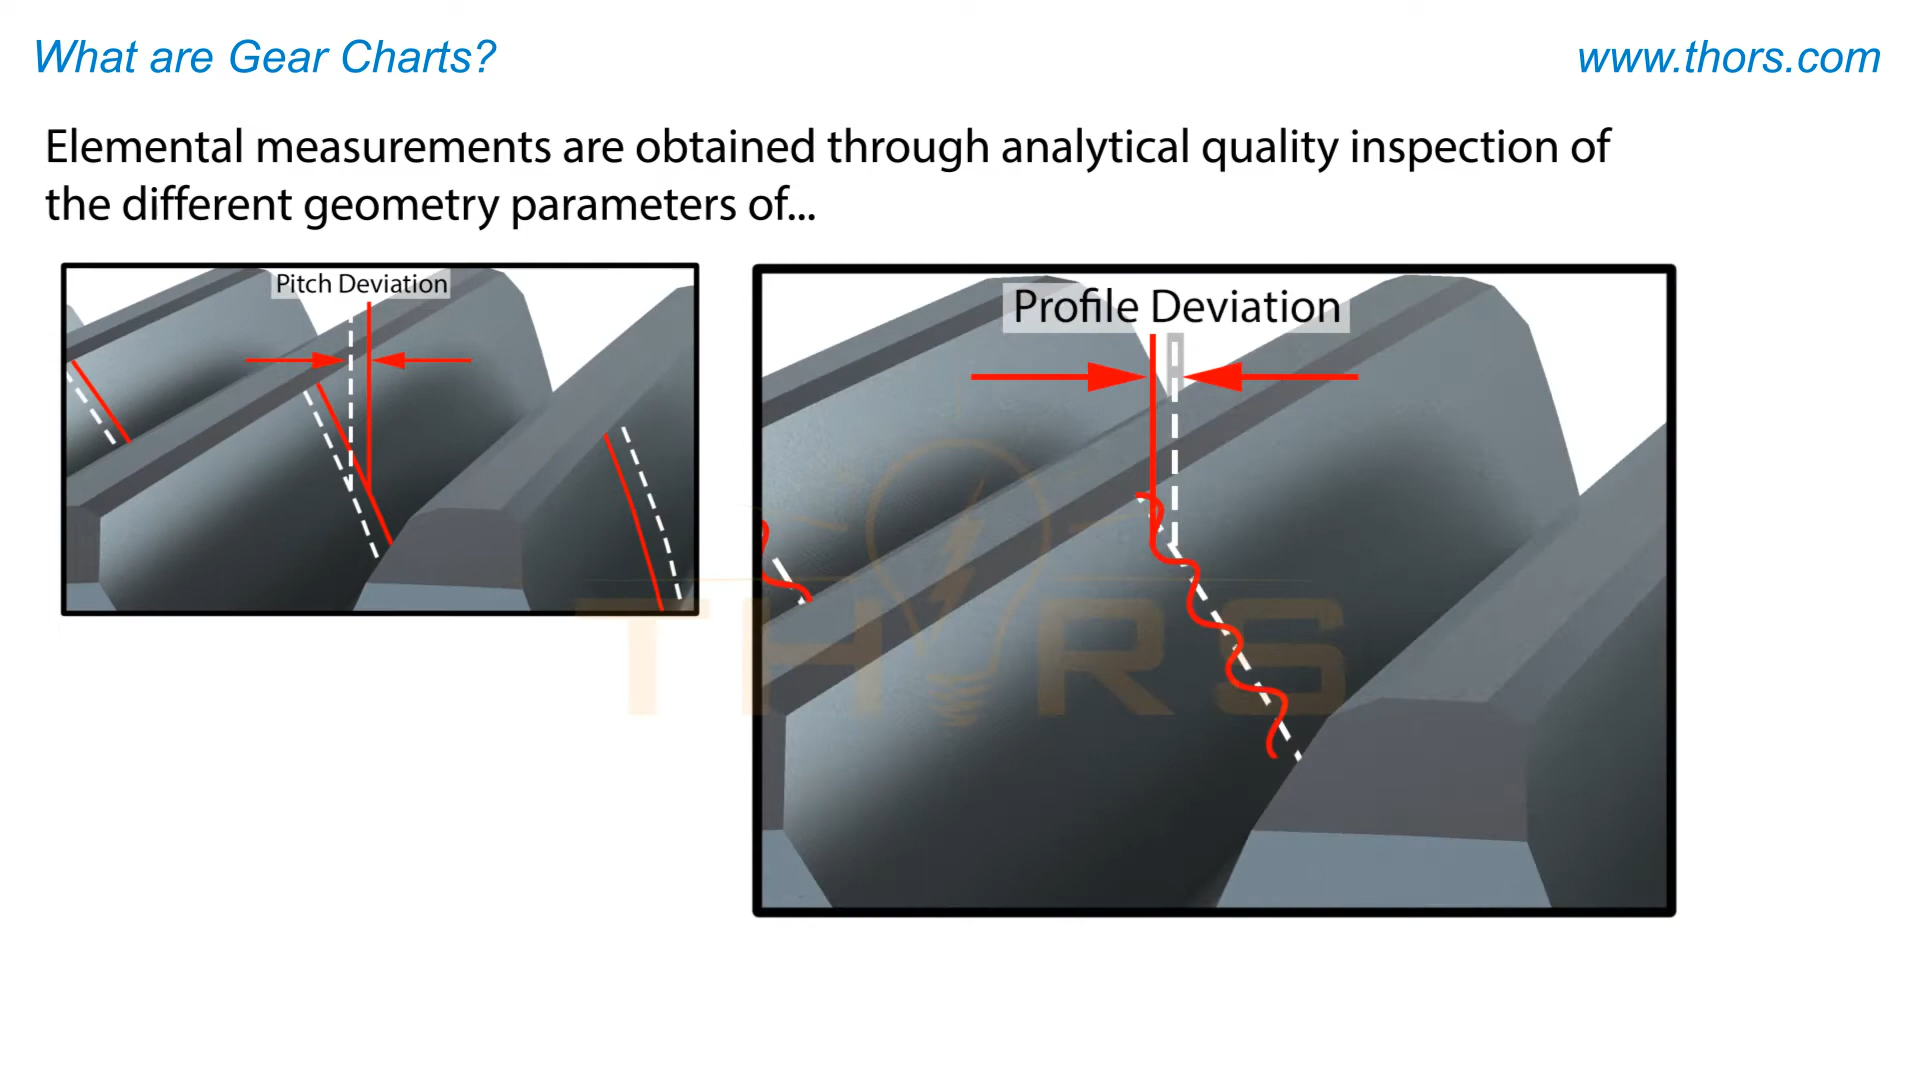 What are Gear Charts?
www.thors.com
Elemental measurements are obtained through analytical quality inspection of
the different geometry parameters of...
Pitch Deviation
Profile Deviation
THORS